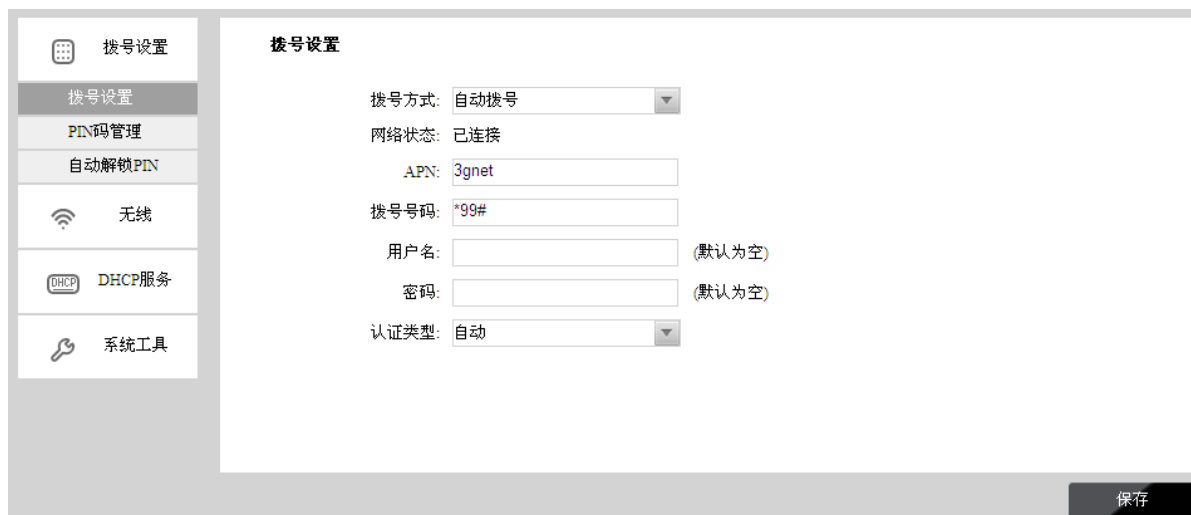 拨号设置
拨号设置
PIN码管理
自动解锁PIN
无线
DHCP
DHCP服务
系统工具
拨号设置
拨号方式: 自动拨号
网络状态: 已连接
APN: 3gnet
拨号号码: *99#
用户名: (默认为空)
密码: (默认为空)
认证类型: 自动
保存